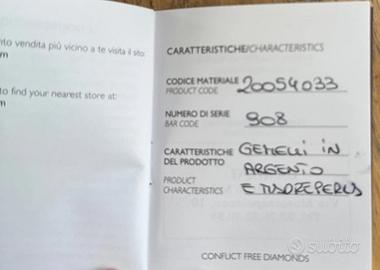 nto vendita più vicino a te visita il sito:
m
to find your nearest store at:
m
CARATTERISTICHE/CHARACTERISTICS
CODICE MATERIALE 20054033
PRODUCT CODE
NUMERO DI SERIE 908
BAR CODE
CARATTERISTICHE GEMELLI IN
DEL PRODOTTO ARGENTO
PRODUCT
CHARACTERISTICS E
CONFLICT FREE DIAMONDS
subito